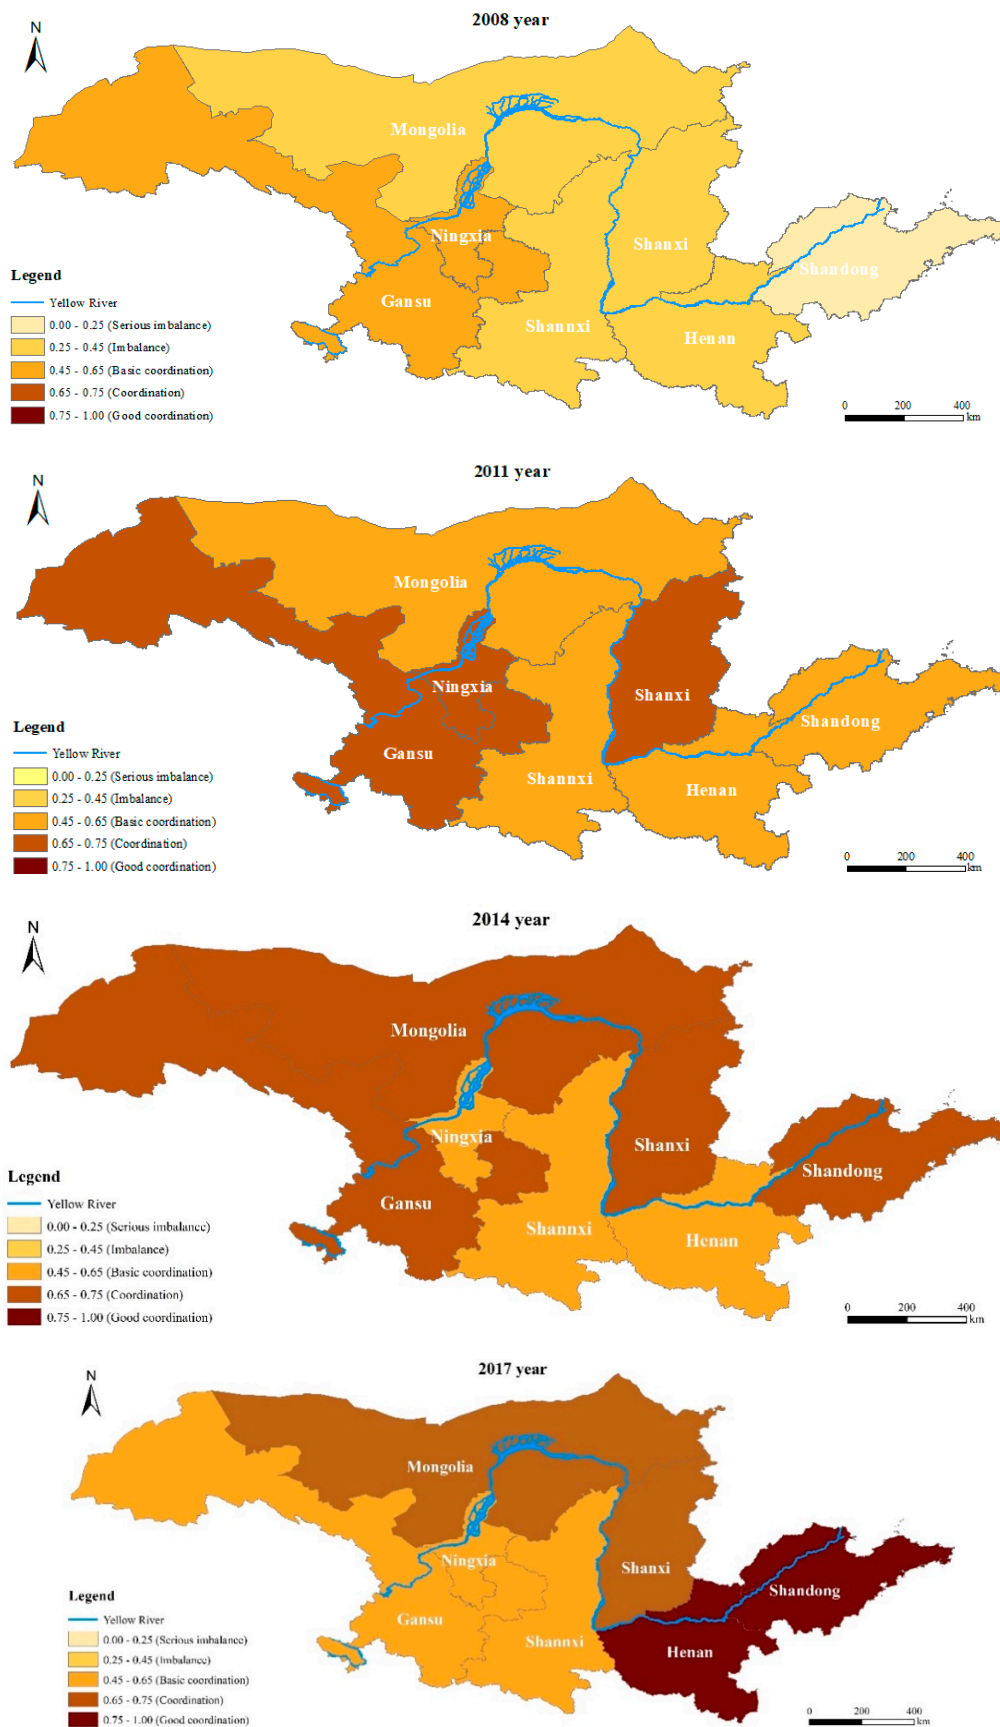 2008 year
N
Mongolia
Ningxia
Shanxi
Shandong
Gansu
Shannxi
Henan
Legend
Yellow River
0.00 - 0.25 (Serious imbalance)
0.25 - 0.45 (Imbalance)
0.45 - 0.65 (Basic coordination)
0.65 - 0.75 (Coordination)
0.75 - 1.00 (Good coordination)
0 200 400
km
2011 year
N
Mongolia
Ningxia
Shanxi
Shandong
Gansu
Shannxi
Henan
Legend
Yellow River
0.00 - 0.25 (Serious imbalance)
0.25 - 0.45 (Imbalance)
0.45 - 0.65 (Basic coordination)
0.65 - 0.75 (Coordination)
0.75 - 1.00 (Good coordination)
0 200 400
km
2014 year
N
Mongolia
Ningxia
Shanxi
Shandong
Gansu
Shannxi
Henan
Legend
Yellow River
0.00 - 0.25 (Serious imbalance)
0.25 - 0.45 (Imbalance)
0.45 - 0.65 (Basic coordination)
0.65 - 0.75 (Coordination)
0.75 - 1.00 (Good coordination)
0 200 400
km
2017 year
N
Mongolia
Ningxia
Shanxi
Shandong
Gansu
Shannxi
Henan
Legend
Yellow River
0.00 - 0.25 (Serious imbalance)
0.25 - 0.45 (Imbalance)
0.45 - 0.65 (Basic coordination)
0.65 - 0.75 (Coordination)
0.75 - 1.00 (Good coordination)
0 200 400
km